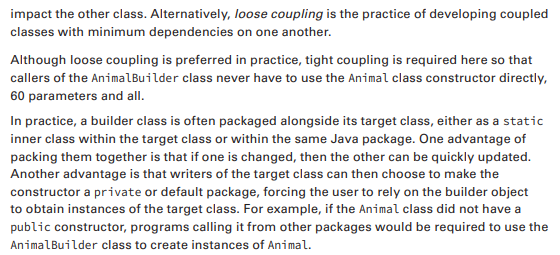 impact the other class. Alternatively, loose coupling is the practice of developing coupled
classes with minimum dependencies on one another.
Although loose coupling is preferred in practice, tight coupling is required here so that
callers of the AnimalBuilder class never have to use the Animal class constructor directly,
60 parameters and all.
In practice, a builder class is often packaged alongside its target class, either as a static
inner class within the target class or within the same Java package. One advantage of
packing them together is that if one is changed, then the other can be quickly updated.
Another advantage is that writers of the target class can then choose to make the
constructor a private or default package, forcing the user to rely on the builder object
to obtain instances of the target class. For example, if the Animal class did not have a
public constructor, programs calling it from other packages would be required to use the
AnimalBuilder class to create instances of Animal.